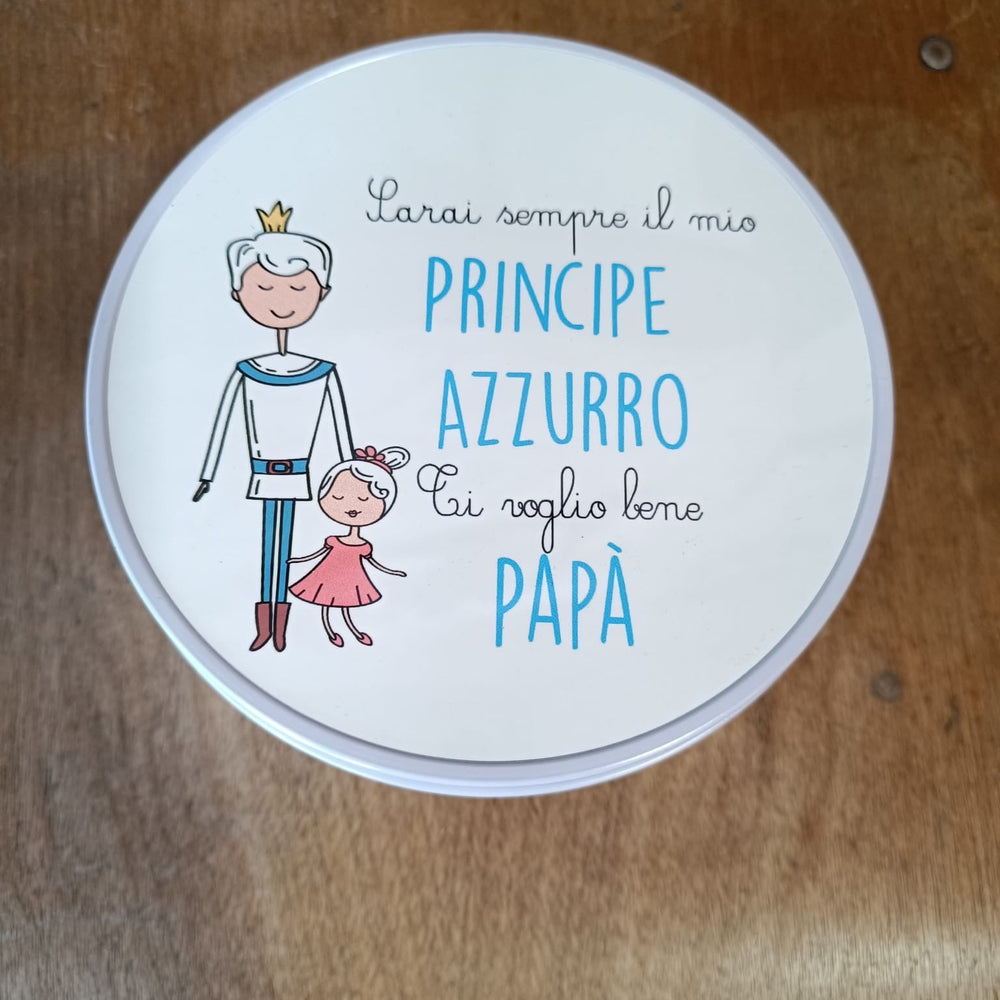 Sarai sempre il mio
PRINCIPE
AZZURRO
Ti voglio bene
PAPÀ